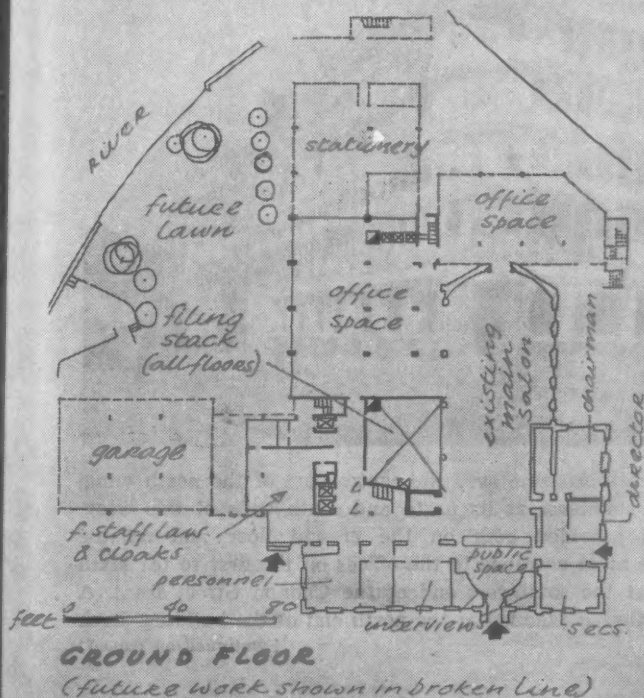 RIVER
stationery
office
space
future
lawn
office
space
filing
stack
(all floors)
existing
main
salon
chairman
director
garage
L
L
f. staff lavs
& cloaks
personnel
public
space
interview
secs.
feet 0 40 80
GROUND FLOOR
(future work shown in broken line)